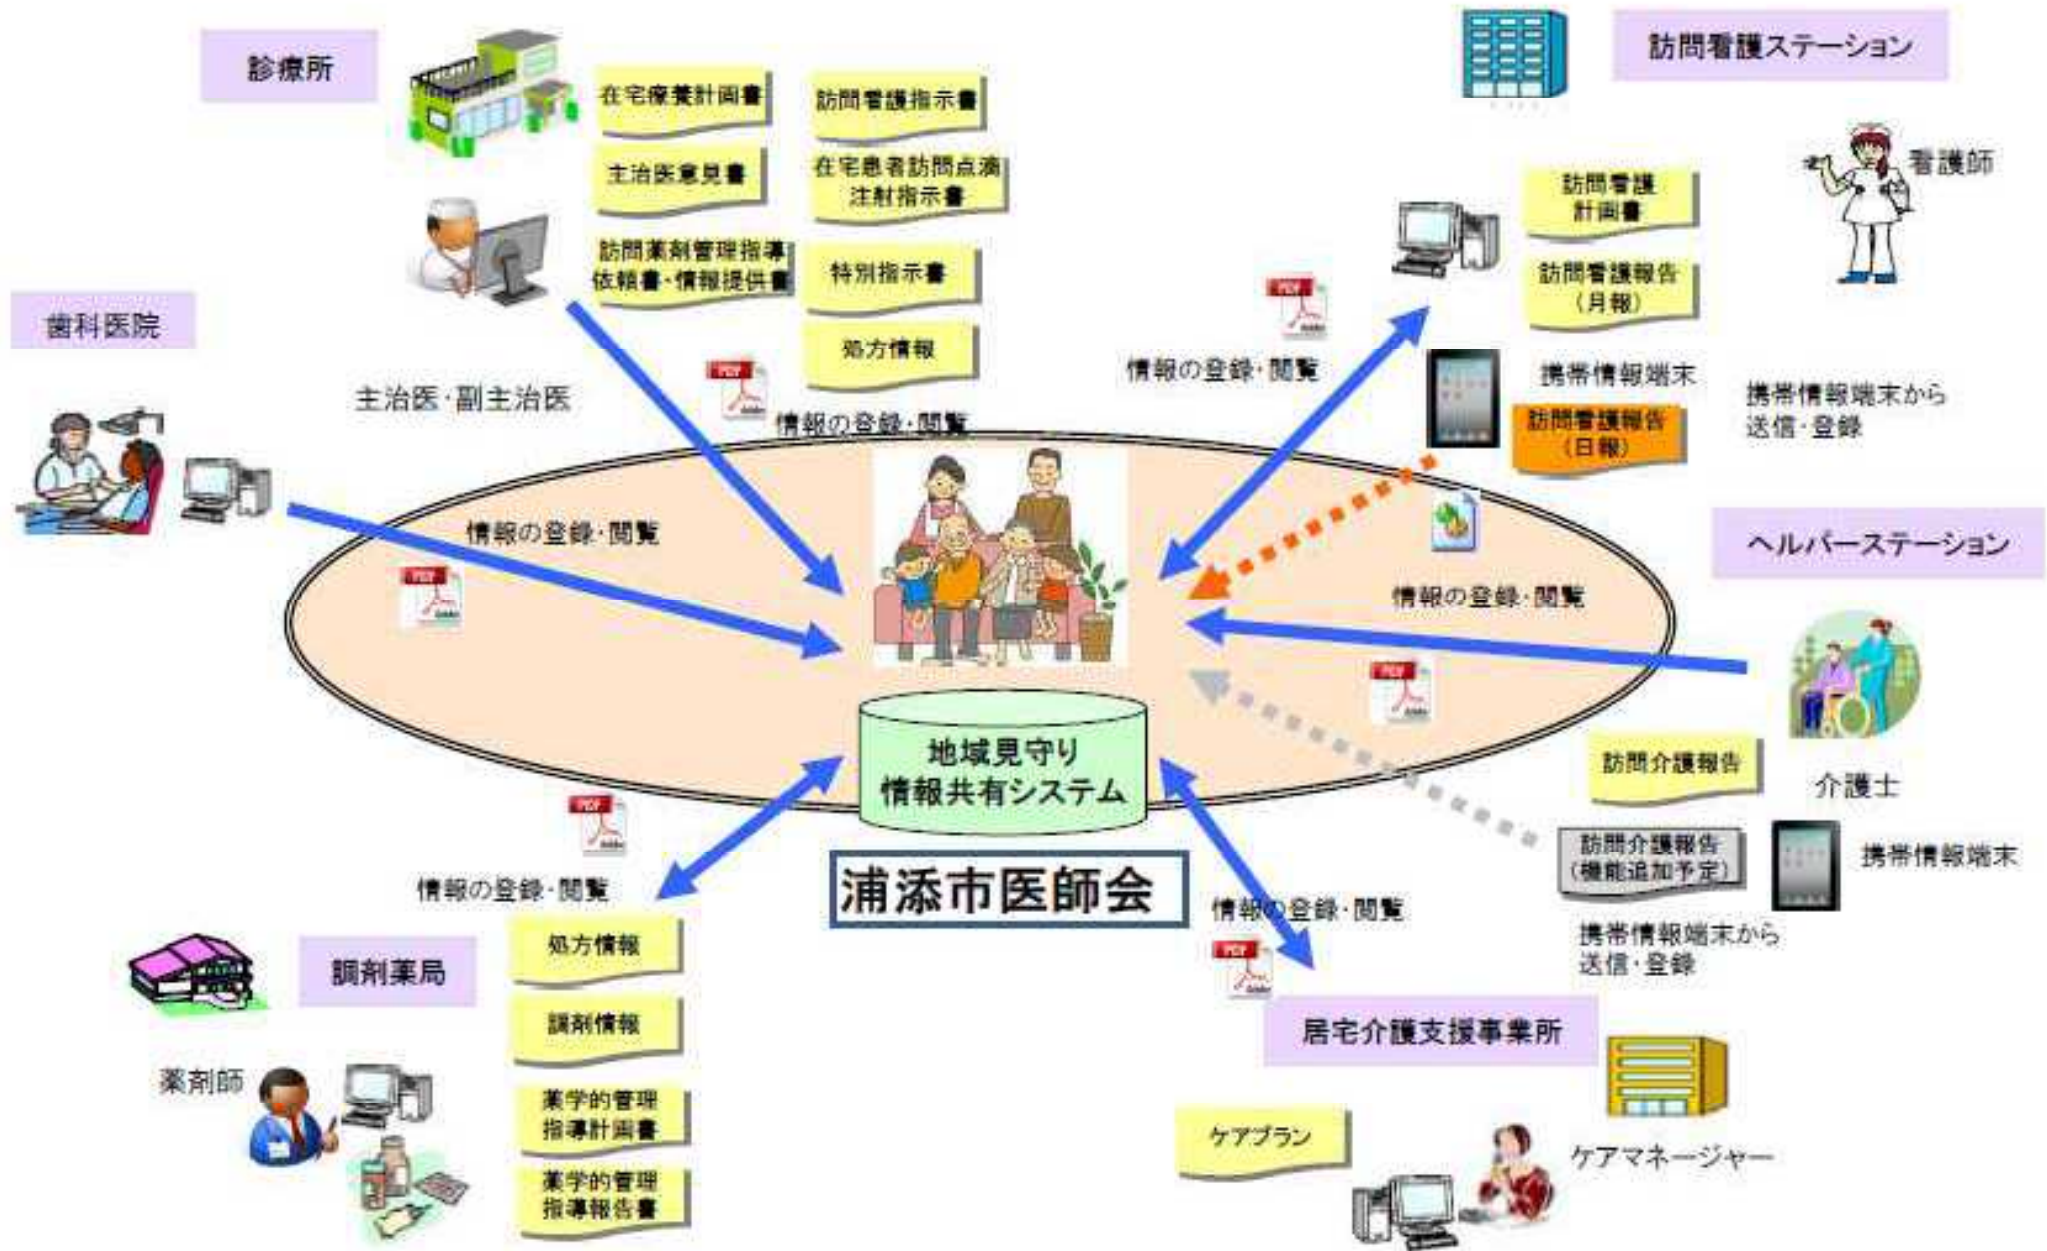 診療所
在宅療養計画書
訪問看護指示書
主治医意見書
在宅患者訪問点滴
注射指示書
訪問薬剤管理指導
依頼書・情報提供書
特別指示書
処方情報
主治医・副主治医
PDF
Adobe
情報の登録・閲覧
歯科医院
情報の登録・閲覧
PDF
Adobe
訪問看護ステーション
看護師
訪問看護
計画書
訪問看護報告
(月報)
PDF
Adobe
情報の登録・閲覧
携帯情報端末
訪問看護報告
(日報)
携帯情報端末から
送信・登録
ヘルパーステーション
情報の登録・閲覧
PDF
Adobe
訪問介護報告
介護士
訪問介護報告
(機能追加予定)
携帯情報端末
携帯情報端末から
送信・登録
地域見守り
情報共有システム
浦添市医師会
PDF
Adobe
情報の登録・閲覧
調剤薬局
処方情報
調剤情報
薬学的管理
指導計画書
薬学的管理
指導報告書
薬剤師
情報の登録・閲覧
PDF
Adobe
居宅介護支援事業所
ケアプラン
ケアマネージャー